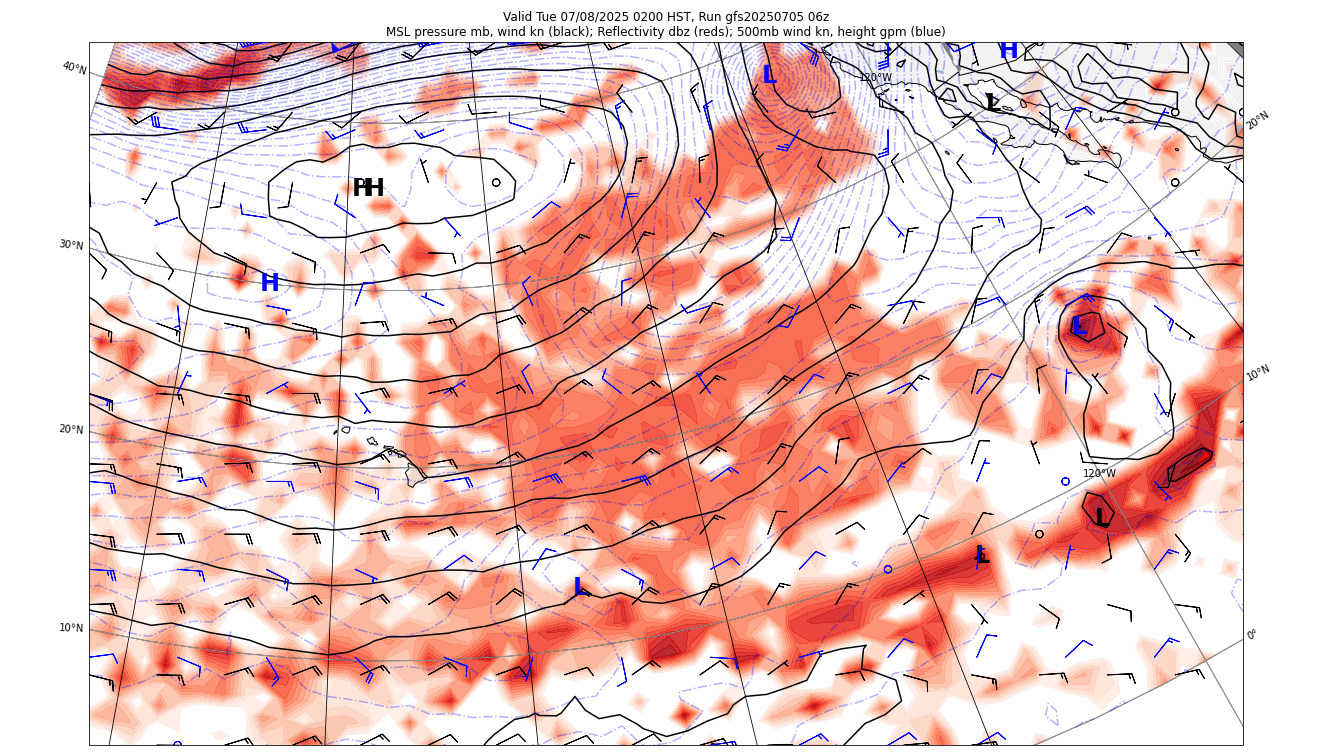 Valid Tue 07/08/2025 0200 HST, Run gfs20250705 06z
MSL pressure mb, wind kn (black); Reflectivity dbz (reds); 500mb wind kn, height gpm (blue)
H
L
120°W
40°N
L
20°N
PH
30°N
H
L
10°N
20°N
120°W
L
L
L
10°N
0°